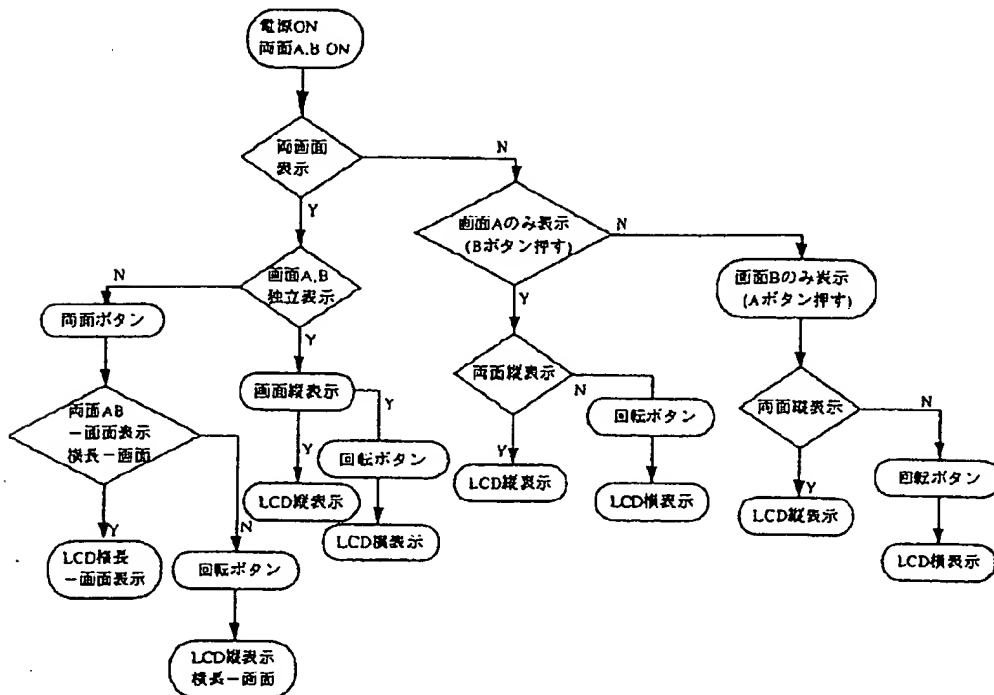 電源ON
両面A,B ON
両画面
表示
N
Y
画面Aのみ表示
(Bボタン押す)
N
画面A,B
独立表示
N
画面Bのみ表示
(Aボタン押す)
両面ボタン
Y
Y
両面縦表示
N
画面縦表示
Y
両面AB
一面面表示
横長一画面
回転ボタン
両面縦表示
N
Y
回転ボタン
Y
LCD縦表示
回転ボタン
LCD縦表示
N
LCD横表示
Y
LCD縦表示
Y
LCD横長
一画面表示
LCD横表示
回転ボタン
LCD横表示
LCD縦表示
横長一画面